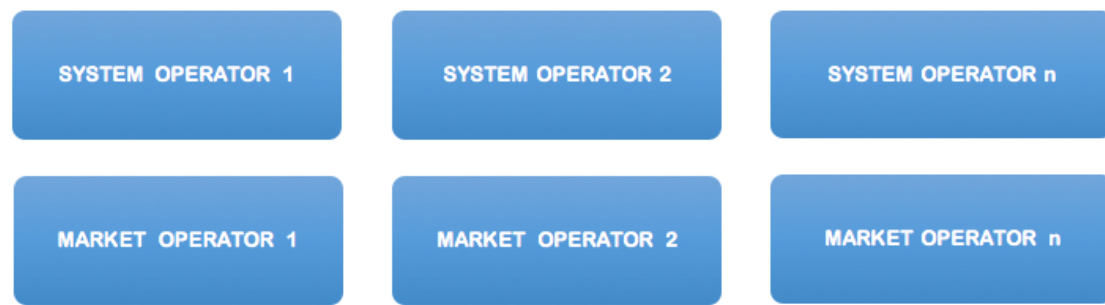 SYSTEM OPERATOR 1
SYSTEM OPERATOR 2
SYSTEM OPERATOR n
MARKET OPERATOR 1
MARKET OPERATOR 2
MARKET OPERATOR n